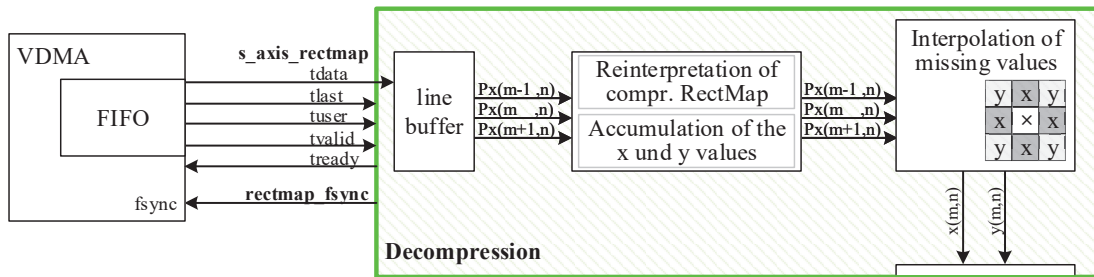 VDMA
FIFO
fsync
s_axis_rectmap
tdata
tlast
tuser
tvalid
tready
rectmap_fsync
line
buffer
Px(m-1,n)
Px(m ,n)
Px(m+1,n)
Reinterpretation of
compr. RectMap
Accumulation of the
x und y values
Px(m-1,n)
Px(m ,n)
Px(m+1,n)
Interpolation of
missing values
y x y
x × x
y x y
x(m,n)
y(m,n)
Decompression